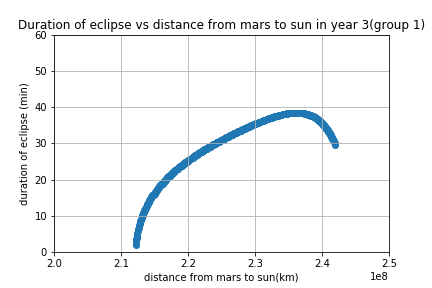 Duration of eclipse vs distance from mars to sun in year 3(group 1)
60
50
40
30
20
10
0
duration of eclipse (min)
2.0 2.1 2.2 2.3 2.4 2.5
1e8
distance from mars to sun(km)